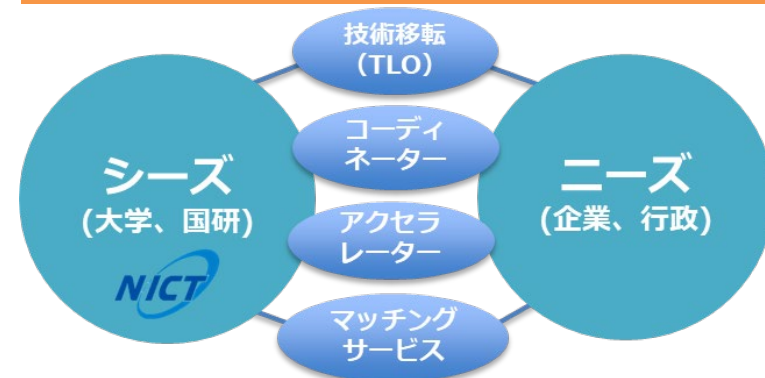 技術移転
（TLO）
コーディ
ネーター
シーズ
(大学、国研)
NICT
ニーズ
(企業、行政)
アクセラ
レーター
マッチング
サービス